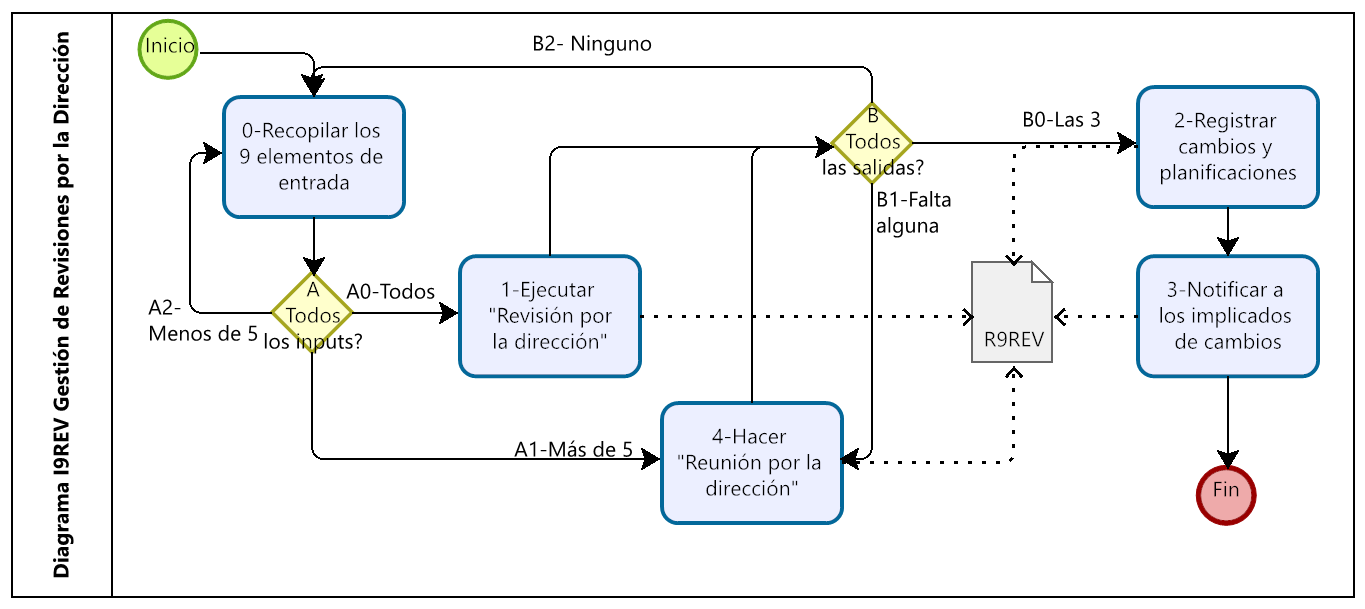 Diagrama I9REV Gestión de Revisiones por la Dirección
Inicio
B2- Ninguno
0-Recopilar los
9 elementos de
entrada
B
Todos
las salidas?
B0-Las 3
2-Registrar
cambios y
planificaciones
B1-Falta
alguna
A
Todos
los inputs?
A0-Todos
A2-
Menos de 5
1-Ejecutar
"Revisión por
la dirección"
R9REV
3-Notificar a
los implicados
de cambios
A1-Más de 5
4-Hacer
"Reunión por la
dirección"
Fin